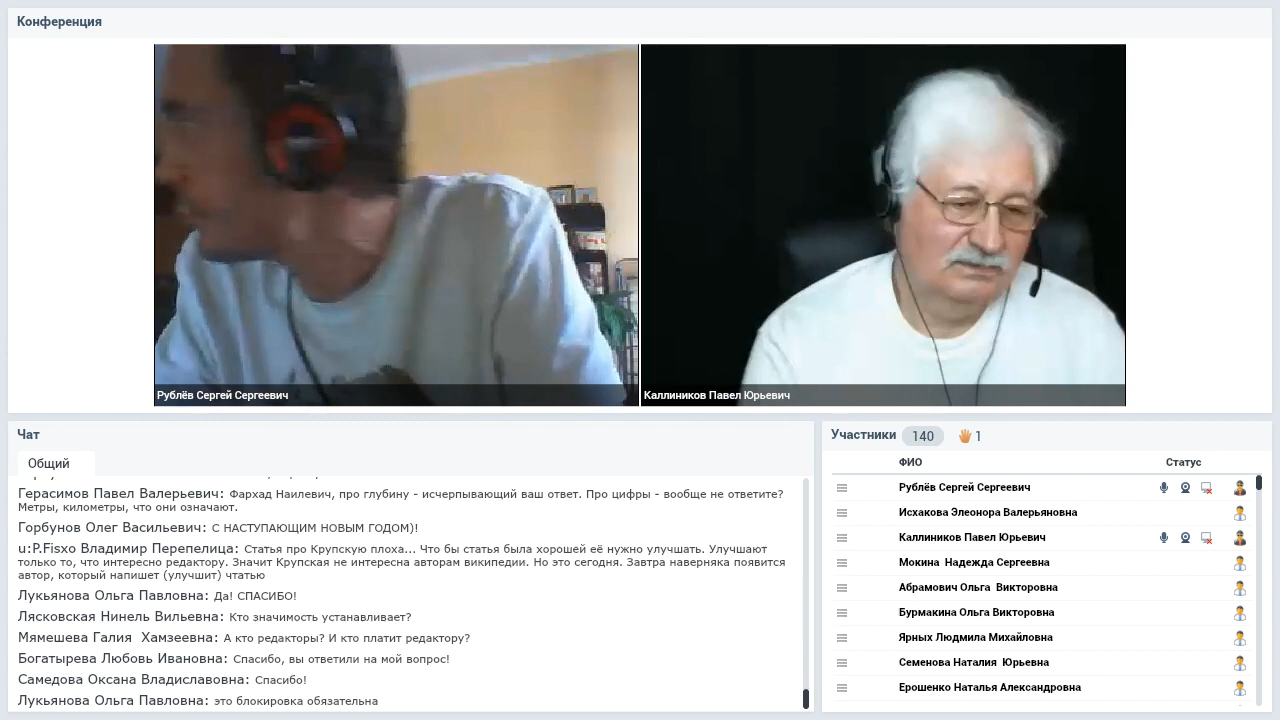 Конференция
Рублёв Сергей Сергеевич
Каллиников Павел Юрьевич
Чат
Общий
Герасимов Павел Валерьевич: Фархад Наилевич, про глубину - исчерпывающий ваш ответ. Про цифры - вообще не ответите?
Метры, километры, что они означают.
Горбунов Олег Васильевич: С НАСТУПАЮЩИМ НОВЫМ ГОДОМ)!
u:P.Fisxo Владимир Перепелица: Статья про Крупскую плоха... Что бы статья была хорошей её нужно улучшать. Улучшают
только то, что интересно редактору. Значит Крупская не интересна авторам википедии. Но это сегодня. Завтра наверняка появится
автор, который напишет (улучшит) чтатью
Лукьянова Ольга Павловна: Да! СПАСИБО!
Лясковская Нинель Вильевна: Кто значимость устанавливает?
Мямешева Галия Хамзеевна: А кто редакторы? И кто платит редактору?
Богатырева Любовь Ивановна: Спасибо, вы ответили на мой вопрос!
Самедова Оксана Владиславовна: Спасибо!
Лукьянова Ольга Павловна: это блокировка обязательна
Участники 140 1
ФИО Статус
Рублёв Сергей Сергеевич
Исхакова Элеонора Валерьяновна
Каллиников Павел Юрьевич
Мокина Надежда Сергеевна
Абрамович Ольга Викторовна
Бурмакина Ольга Викторовна
Ярных Людмила Михайловна
Семенова Наталия Юрьевна
Ерошенко Наталья Александровна